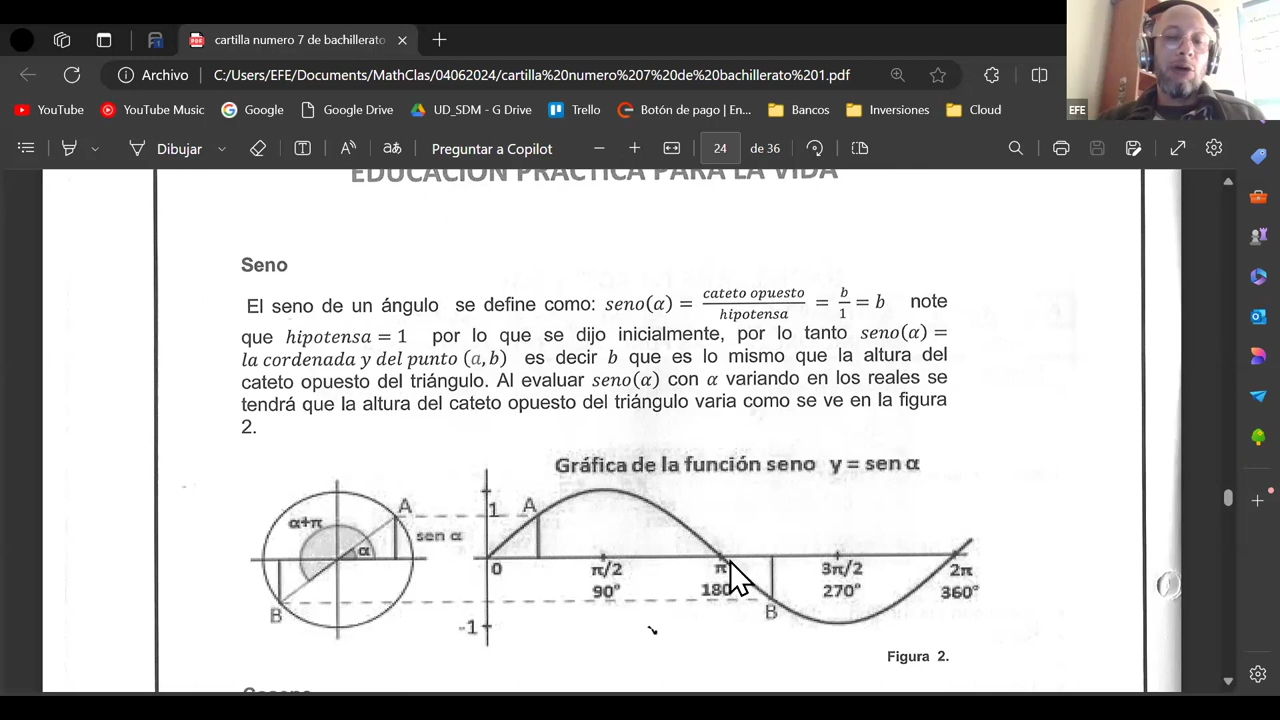 cartilla numero 7 de bachillerato
Archivo
C:/Users/EFE/Documents/MathClas/04062024/cartilla%20numero%207%20de%20bachillerato%201.pdf
YouTube
YouTube Music
Google
Google Drive
UD_SDM - G Drive
Trello
Botón de pago | En...
Bancos
Inversiones
Cloud
EFE
Dibujar
aあ
Preguntar a Copilot
24
de 36
EDUCACION PRACTICA PARA LA VIDA
Seno
El seno de un ángulo se define como: seno(α) = cateto opuesto / hipotensa = b / 1 = b note
que hipotensa = 1 por lo que se dijo inicialmente, por lo tanto seno(α) =
la cordenada y del punto (a, b) es decir b que es lo mismo que la altura del
cateto opuesto del triángulo. Al evaluar seno(α) con α variando en los reales se
tendrá que la altura del cateto opuesto del triángulo varia como se ve en la figura
2.
Gráfica de la función seno y = sen α
A
α+π
α
sen α
B
1
A
0
π/2
π
3π/2
2π
90°
180
270°
360°
B
-1
Figura 2.